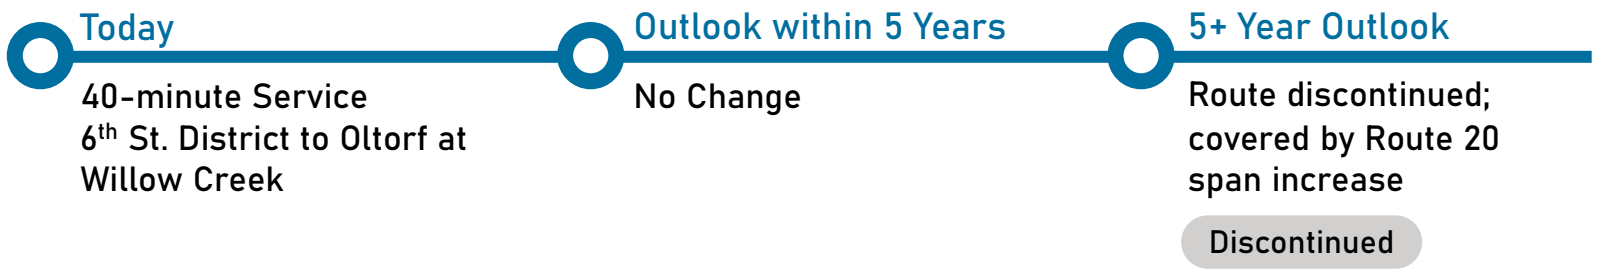 Today
40-minute Service
6th St. District to Oltorf at
Willow Creek
Outlook within 5 Years
No Change
5+ Year Outlook
Route discontinued;
covered by Route 20
span increase
Discontinued